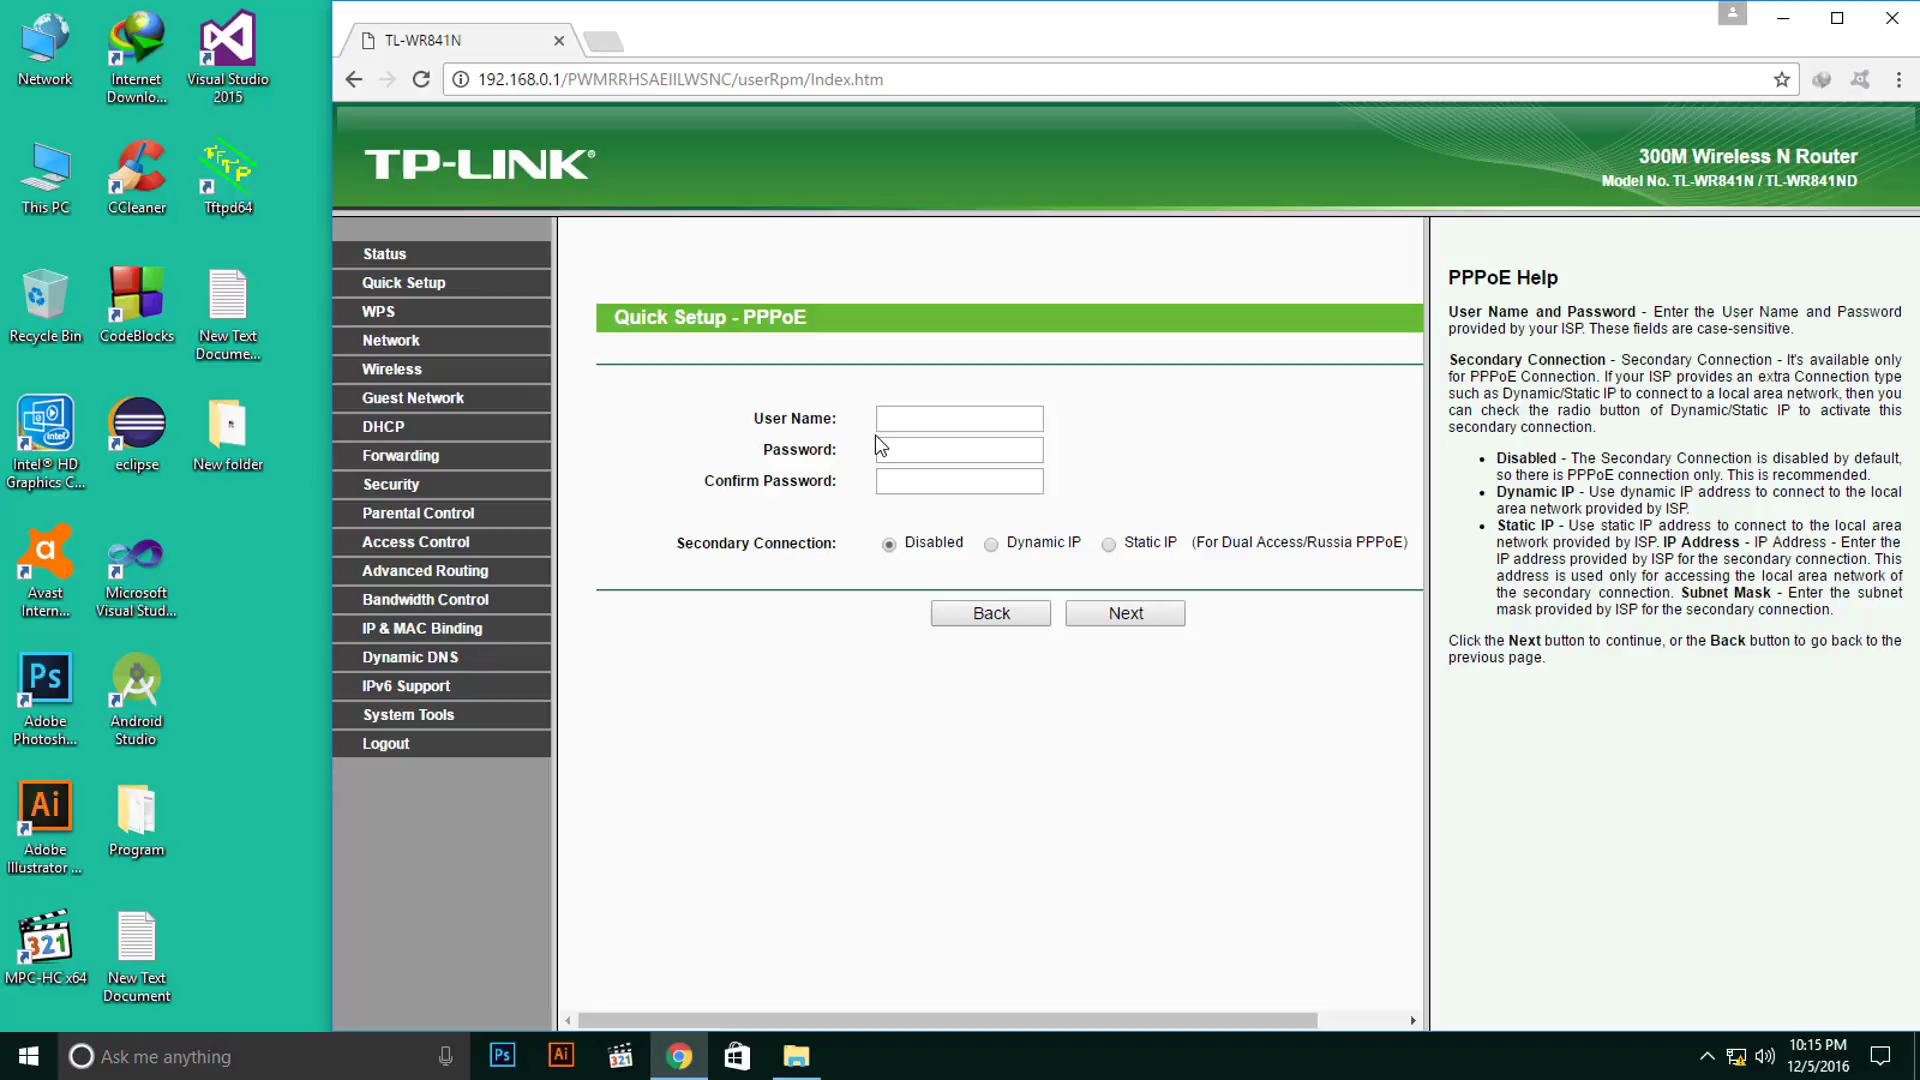 Network
Internet
Downlo...
Visual Studio
2015
This PC
CCleaner
Tftpd64
Recycle Bin
CodeBlocks
New Text
Docume...
Intel® HD
Graphics C...
eclipse
New folder
Avast
Intern...
Microsoft
Visual Stud...
Adobe
Photosh...
Android
Studio
Adobe
Illustrator ...
Program
MPC-HC x64
New Text
Document
TL-WR841N
192.168.0.1/PWMRRHSAEIILWSNC/userRpm/Index.htm
TP-LINK®
300M Wireless N Router
Model No. TL-WR841N / TL-WR841ND
Status
Quick Setup
WPS
Network
Wireless
Guest Network
DHCP
Forwarding
Security
Parental Control
Access Control
Advanced Routing
Bandwidth Control
IP & MAC Binding
Dynamic DNS
IPv6 Support
System Tools
Logout
Quick Setup - PPPoE
User Name:
Password:
Confirm Password:
Secondary Connection: Disabled Dynamic IP Static IP (For Dual Access/Russia PPPoE)
Back Next
PPPoE Help
User Name and Password - Enter the User Name and Password
provided by your ISP. These fields are case-sensitive.
Secondary Connection - Secondary Connection - It's available only
for PPPoE Connection. If your ISP provides an extra Connection type
such as Dynamic/Static IP to connect to a local area network, then you
can check the radio button of Dynamic/Static IP to activate this
secondary connection.
• Disabled - The Secondary Connection is disabled by default,
so there is PPPoE connection only. This is recommended.
• Dynamic IP - Use dynamic IP address to connect to the local
area network provided by ISP.
• Static IP - Use static IP address to connect to the local area
network provided by ISP. IP Address - IP Address - Enter the
IP address provided by ISP for the secondary connection. This
address is used only for accessing the local area network of
the secondary connection. Subnet Mask - Enter the subnet
mask provided by ISP for the secondary connection.
Click the Next button to continue, or the Back button to go back to the
previous page.
Ask me anything
Ps
Ai
321
10:15 PM
12/5/2016